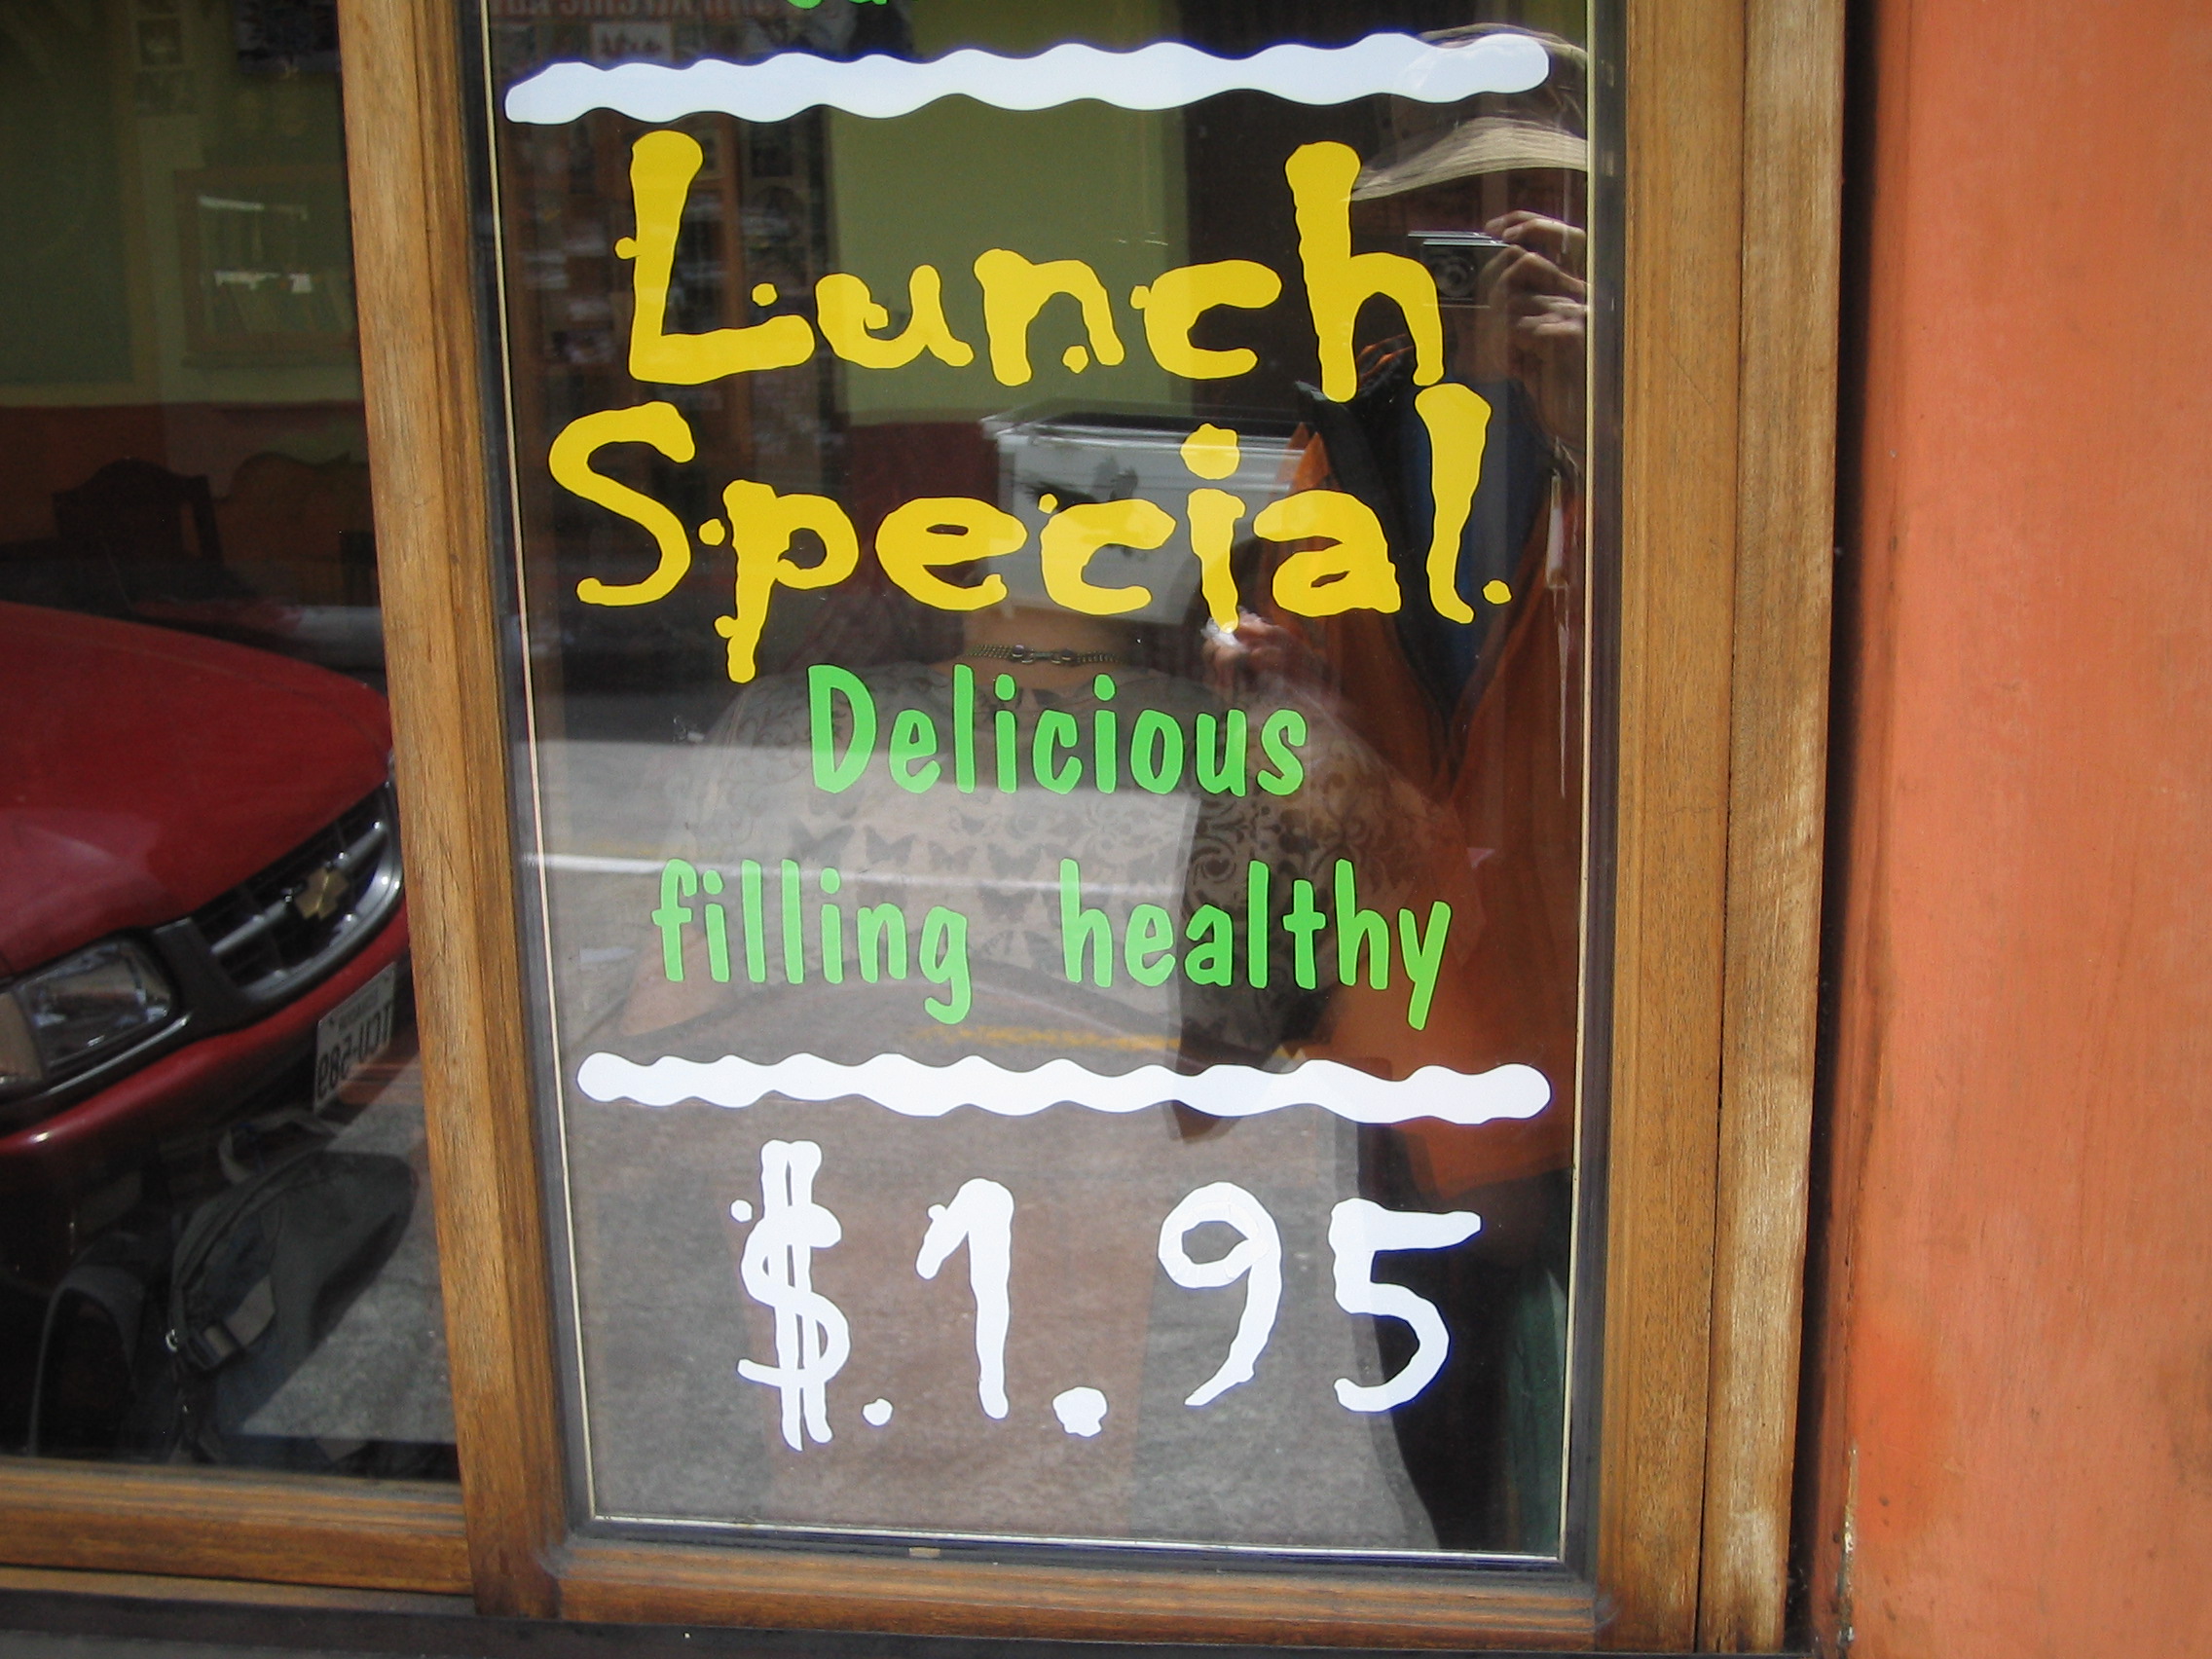 Lunch
Special.
Delicious
filling healthy
$.1.95